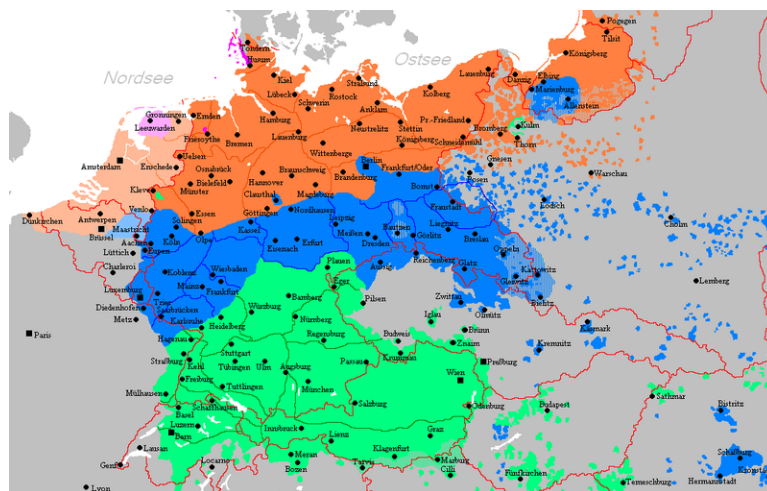 Pogegen
Tilsit
Tondern
Husum
Ostsee
Königsberg
Nordsee
Kiel
Stralsund
Lauenburg
Danzig
Elbing
Lübeck
Rostock
Kolberg
Marienburg
Schwerin
Anklam
Allenstein
Gronningen
Emden
Hamburg
Pr.-Friedland
Leeuwarden
Neustrelitz
Stettin
Bromberg
Kulm
Friesoythe
Bremen
Lauenburg
Königsberg
Schneidemühl
Thorn
Uelsen
Wittenberge
Berlin
Amsterdam
Enschede
Osnabrück
Braunschweig
Frankfurt/Oder
Gnesen
Bielefeld
Hannover
Brandenburg
Posen
Warschau
Kleve
Münster
Clausthal
Magdeburg
Bomst
Venlo
Essen
Göttingen
Nordhausen
Fraustadt
Lodsch
Dünkirchen
Antwerpen
Solingen
Kassel
Leipzig
Liegnitz
Cholm
Brüssel
Maastricht
Köln
Olpe
Meißen
Bautzen
Görlitz
Breslau
Aachen
Eupen
Eisenach
Erfurt
Dresden
Oppeln
Lüttich
Reichenberg
Charleroi
Koblenz
Wiesbaden
Plauen
Aussig
Glatz
Kattowitz
Luxemburg
Mainz
Frankfurt
Eger
Gleiwitz
Lemberg
Trier
Bamberg
Pilsen
Zwittau
Bielitz
Diedenhofen
Saabrücken
Würzburg
Iglau
Olmütz
Metz
Karlsruhe
Heidelberg
Nürnberg
Brünn
Käsmark
Paris
Hagenau
Regensburg
Budweis
Znaim
Kremnitz
Stuttgart
Straßburg
Kehl
Tübingen
Ulm
Augsburg
Passau
Krummau
Preßburg
Freiburg
Tuttlingen
München
Wien
Mülhausen
Sathmar
Schaffhausen
Salzburg
Ödenburg
Budapest
Bistritz
Basel
Luzern
Bern
Innsbruck
Lienz
Graz
Lausan
Meran
Klagenfurt
Schäßburg
Genf
Locarno
Bozen
Tarvis
Marburg
Cilli
Fünfkirchen
Kronstadt
Lyon
Temeschburg
Hermannstadt